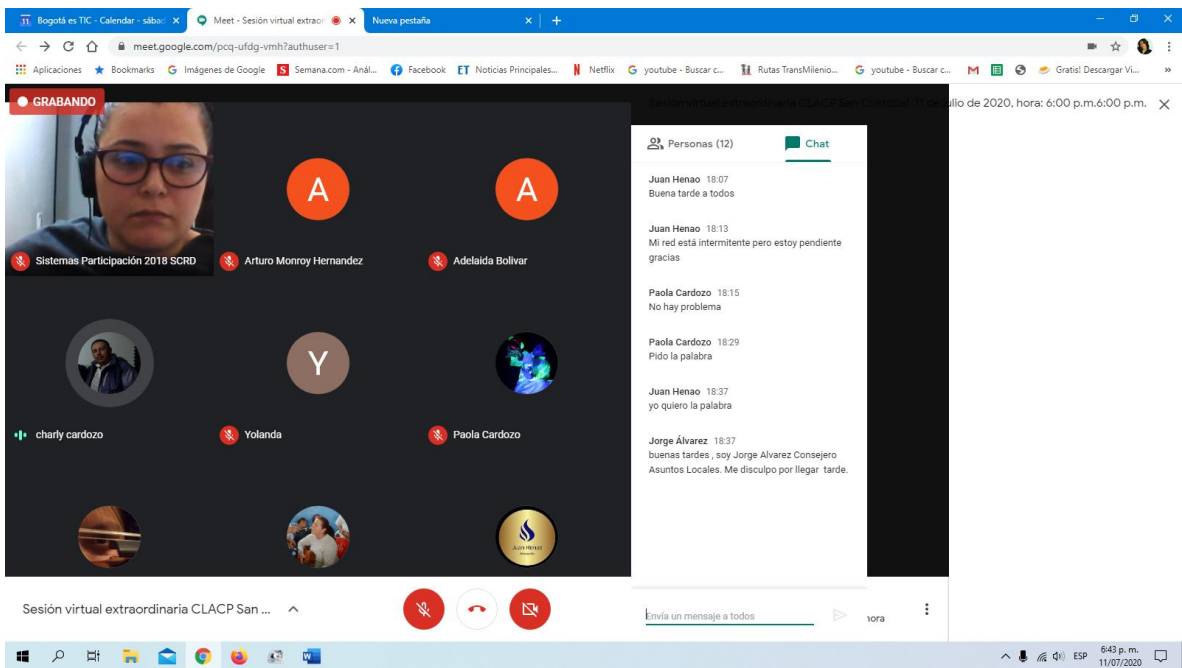 Bogotá es TIC - Calendar - sábad
Meet - Sesión virtual extraor
Nueva pestaña
meet.google.com/pcq-ufdg-vmh?authuser=1
Aplicaciones Bookmarks Imágenes de Google Semana.com - Anál... Facebook Noticias Principales... Netflix youtube - Buscar c... Rutas TransMilenio... youtube - Buscar c... Gratis! Descargar Vi...
GRABANDO
Sesión virtual extraordinaria CLACP San Cristóbal -11 de julio de 2020, hora: 6:00 p.m.6:00 p.m.
Personas (12) Chat
Juan Henao 18:07
Buena tarde a todos
Juan Henao 18:13
Mi red está intermitente pero estoy pendiente
gracias
Paola Cardozo 18:15
No hay problema
Paola Cardozo 18:29
Pido la palabra
Juan Henao 18:37
yo quiero la palabra
Jorge Álvarez 18:37
buenas tardes , soy Jorge Alvarez Consejero
Asuntos Locales. Me disculpo por llegar tarde.
Envía un mensaje a todos
A
A
Sistemas Participación 2018 SCRD
Arturo Monroy Hernandez
Adelaida Bolivar
Y
charly cardozo
Yolanda
Paola Cardozo
Juan Henao
Sesión virtual extraordinaria CLACP San ...
hora
ESP
6:43 p. m.
11/07/2020